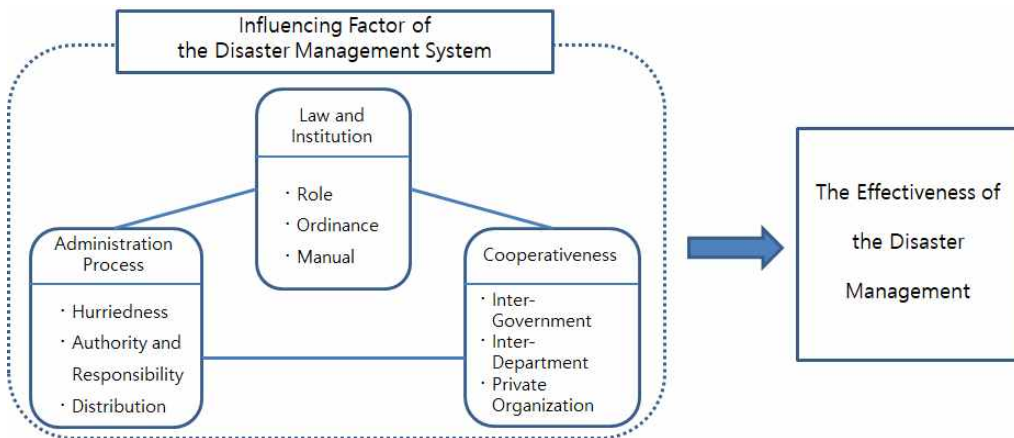 Influencing Factor of
the Disaster Management System
Law and
Institution
· Role
· Ordinance
· Manual
Administration
Process
· Hurriedness
· Authority and
Responsibility
· Distribution
Cooperativeness
· Inter-
Government
· Inter-
Department
· Private
Organization
The Effectiveness of
the Disaster
Management